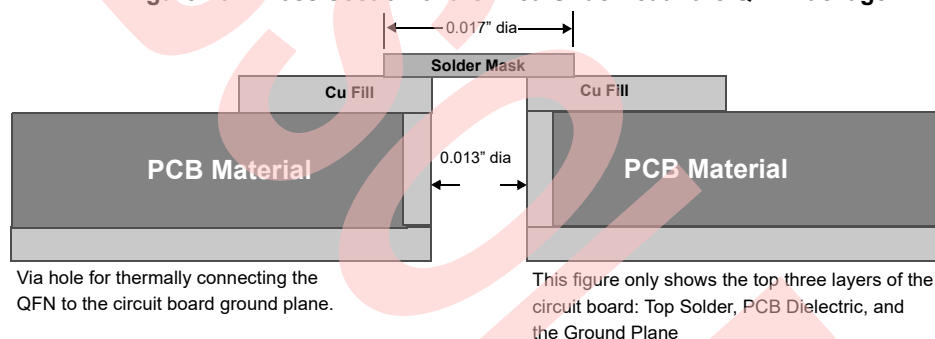 0.017” dia
Solder Mask
Cu Fill
Cu Fill
PCB Material
0.013” dia
PCB Material
Via hole for thermally connecting the
QFN to the circuit board ground plane.
This figure only shows the top three layers of the
circuit board: Top Solder, PCB Dielectric, and
the Ground Plane